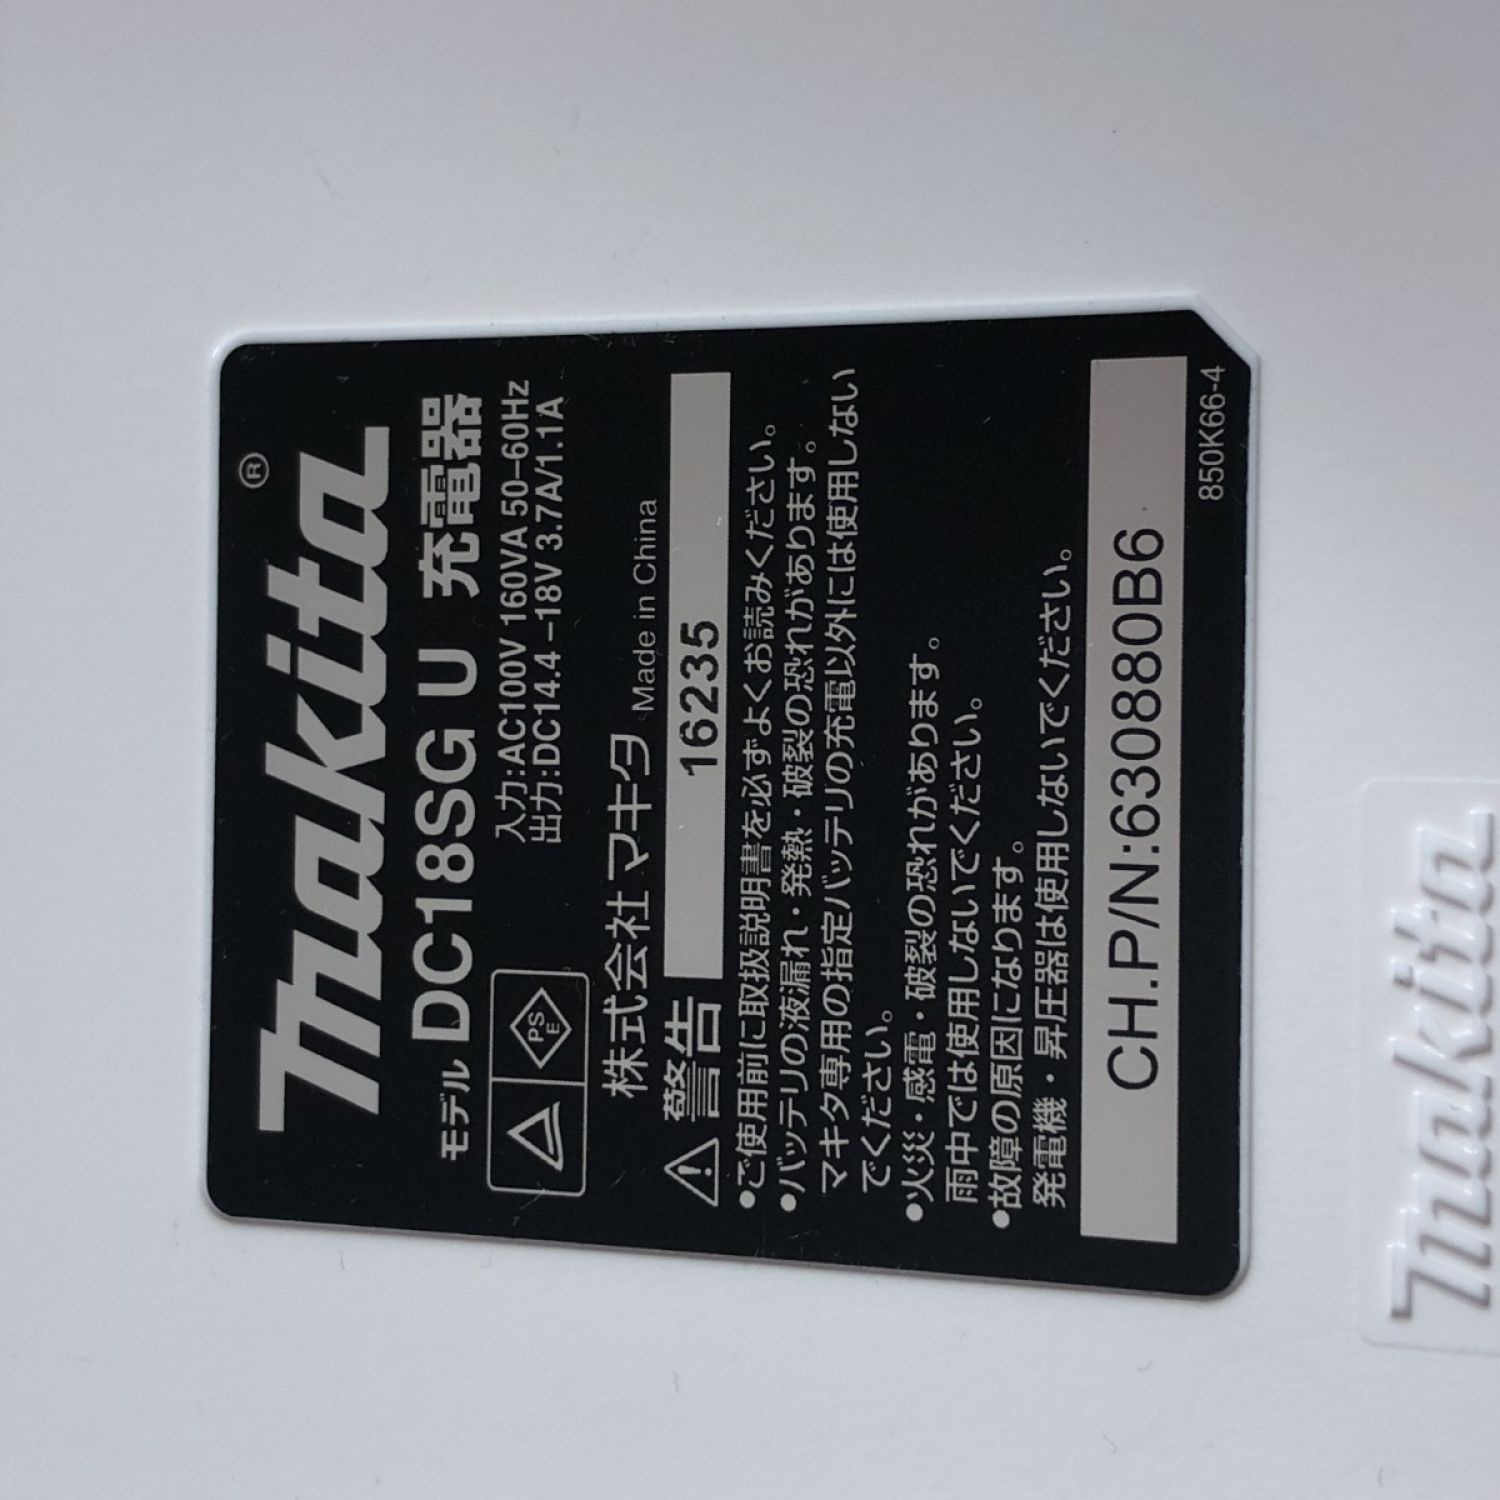 makita®
モデル DC18SG U 充電器
入力:AC100V 160VA 50-60Hz
出力:DC14.4-18V 3.7A/1.1A
PS
E
株式会社マキタ Made in China
警告 16235
●ご使用前に取扱説明書を必ずよくお読みください。
●バッテリの液漏れ・発熱・破裂の恐れがあります。
マキタ専用の指定バッテリの充電以外には使用しない
でください。
●火災・感電・破裂の恐れがあります。
雨中では使用しないでください。
●故障の原因になります。
発電機・昇圧器は使用しないでください。
CH.P/N:630880B6
850K66-4
makita